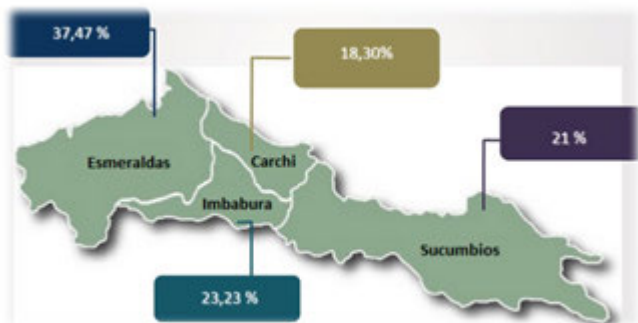 37,47 %
18,30%
21 %
Esmeraldas
Carchi
Imbabura
Sucumbios
23,23 %